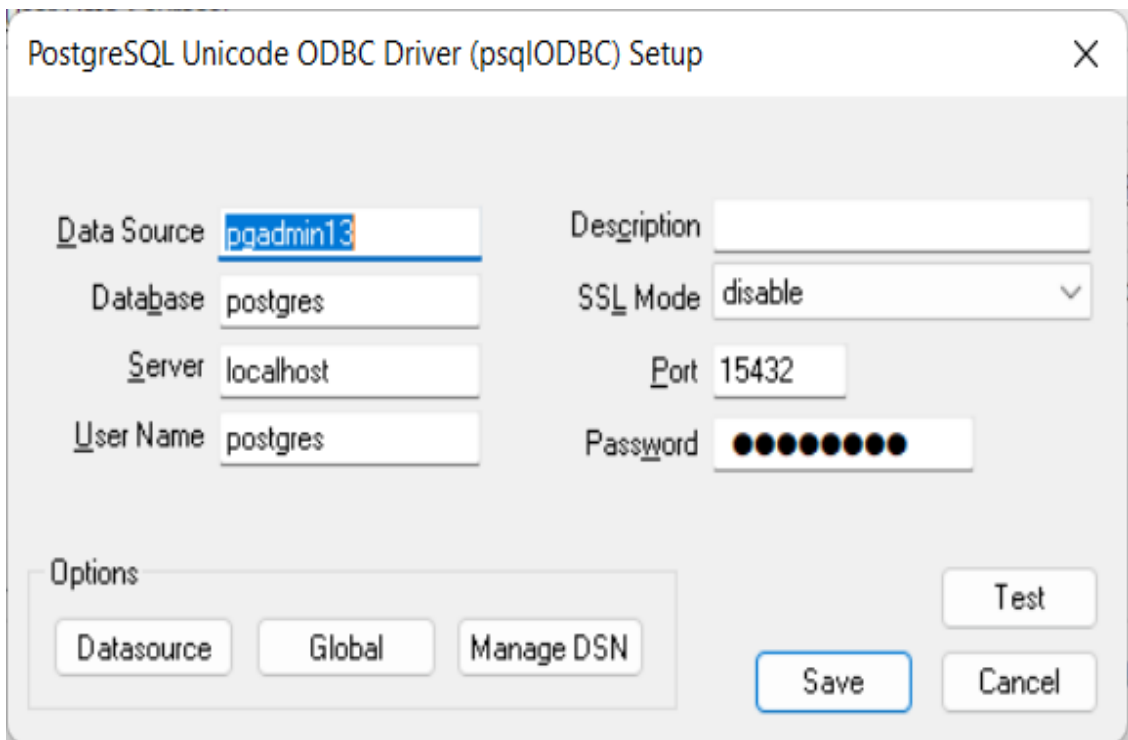 PostgreSQL Unicode ODBC Driver (psqlODBC) Setup
Data Source pgadmin13 Description
Database postgres SSL Mode disable
Server localhost Port 15432
User Name postgres Password ●●●●●●●●
Options
Datasource Global Manage DSN
Test
Save Cancel